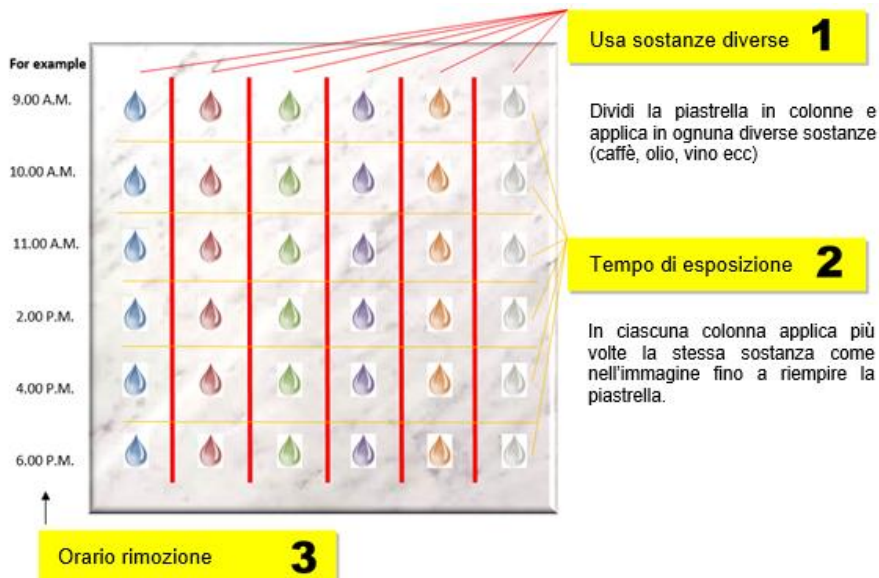 Usa sostanze diverse 1
For example
9.00 A.M.
Dividi la piastrella in colonne e
applica in ognuna diverse sostanze
(caffè, olio, vino ecc)
10.00 A.M.
11.00 A.M.
Tempo di esposizione 2
2.00 P.M.
In ciascuna colonna applica più
volte la stessa sostanza come
nell'immagine fino a riempire la
piastrella.
4.00 P.M.
6.00 P.M.
Orario rimozione 3